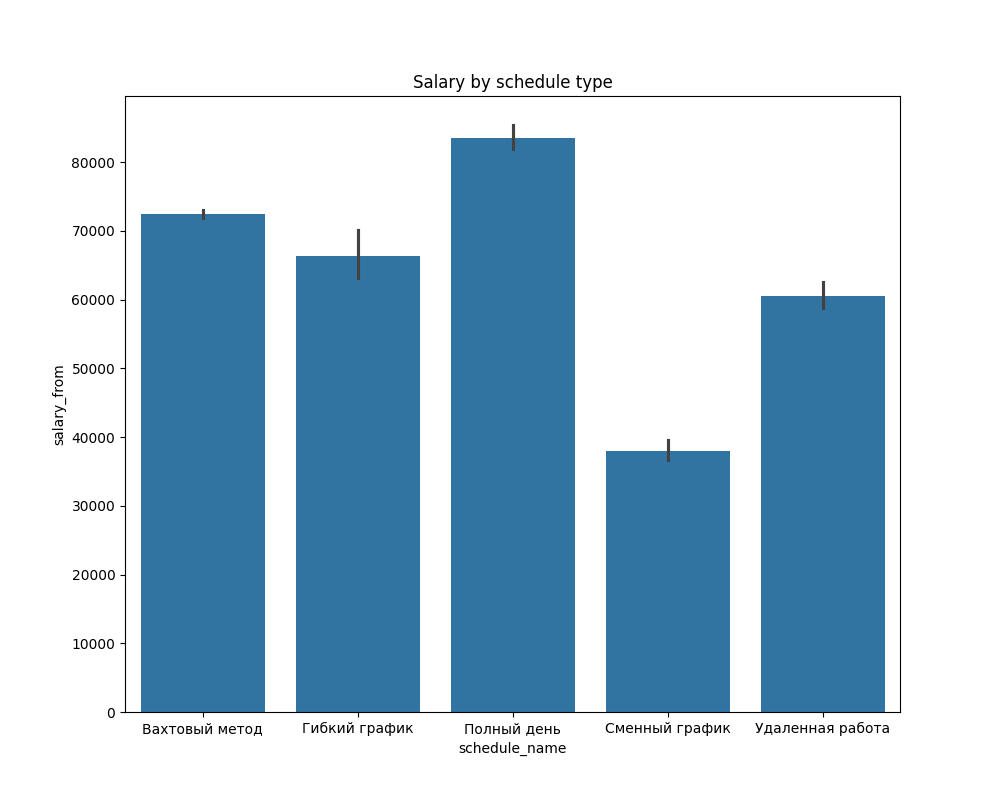 Salary by schedule type
salary_from
80000
70000
60000
50000
40000
30000
20000
10000
0
Вахтовый метод
Гибкий график
Полный день
Сменный график
Удаленная работа
schedule_name